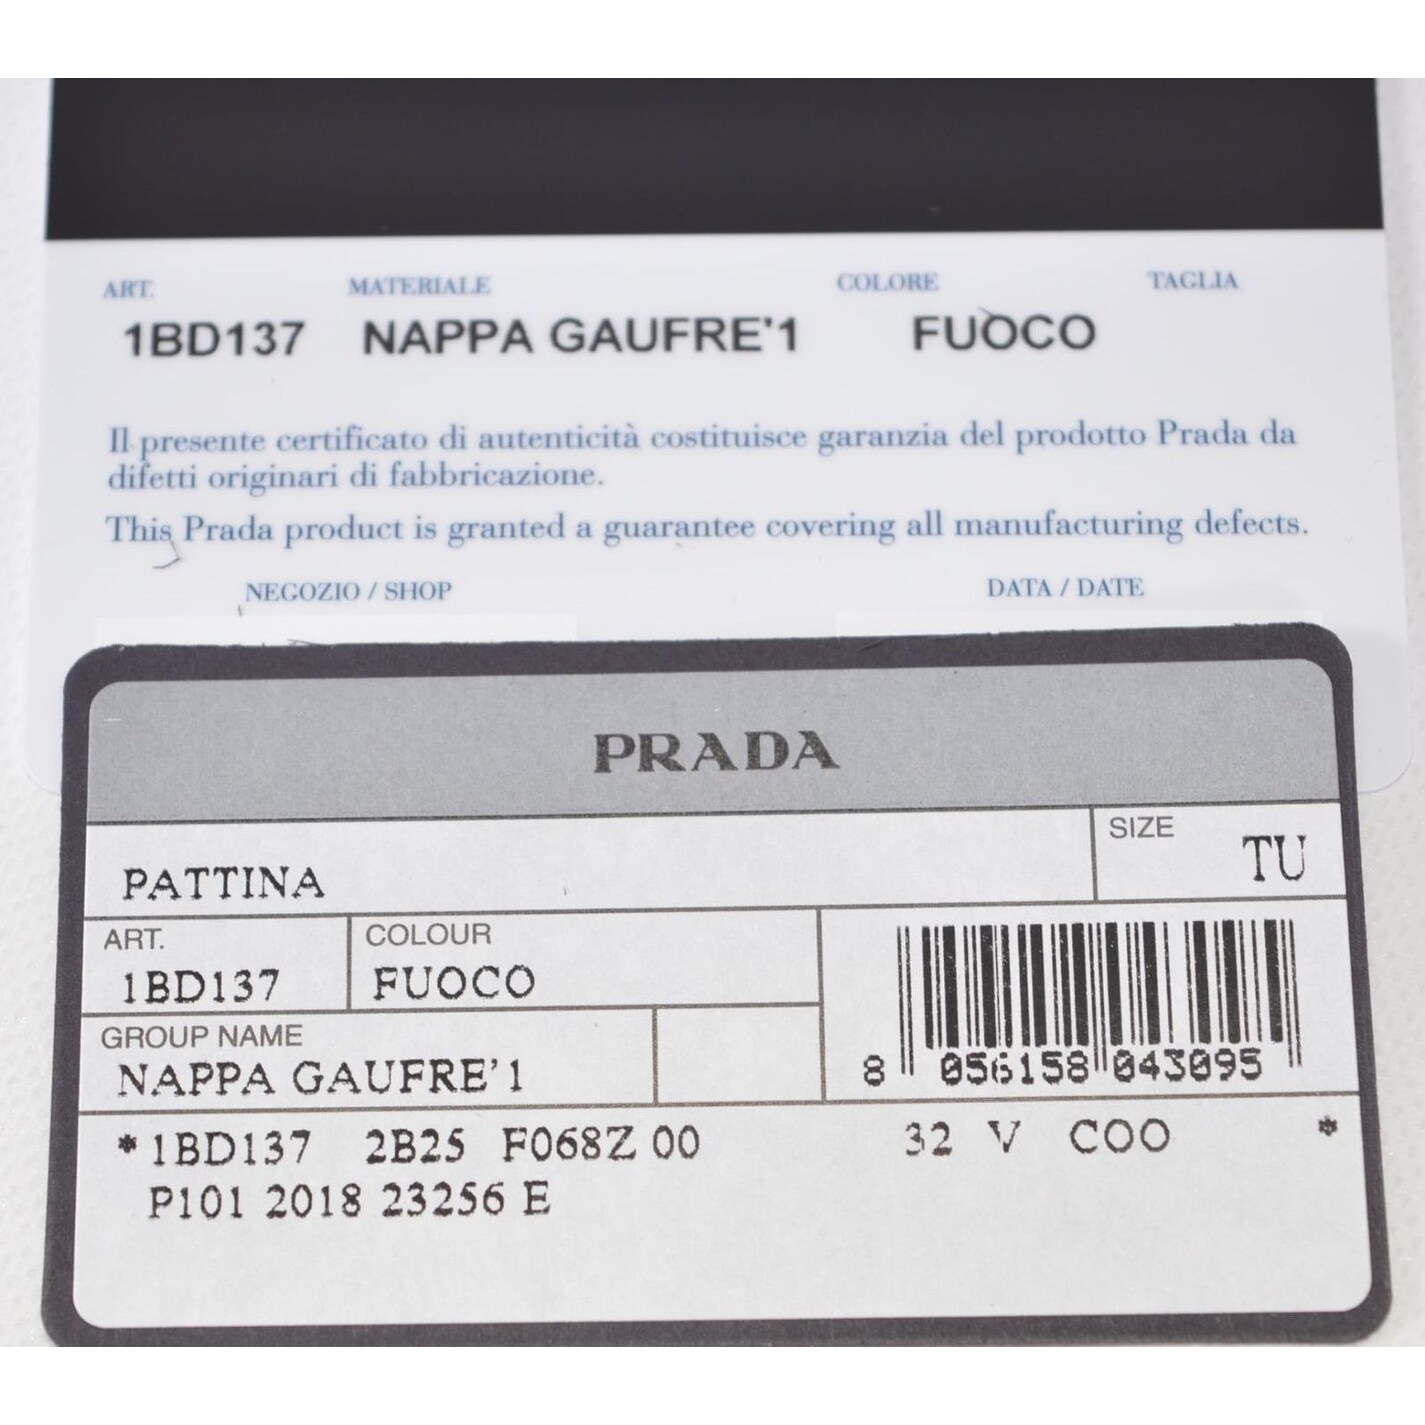 ART. MATERIALE COLORE TAGLIA
1BD137 NAPPA GAUFRE'1 FUOCO
Il presente certificato di autenticità costituisce garanzia del prodotto Prada da
difetti originari di fabbricazione.
This Prada product is granted a guarantee covering all manufacturing defects.
NEGOZIO / SHOP DATA / DATE
PRADA
SIZE
PATTINA TU
ART. COLOUR
1BD137 FUOCO
GROUP NAME
NAPPA GAUFRE'1
8 056158 043095
*1BD137 2B25 F068Z 00 32 V COO *
P101 2018 23256 E